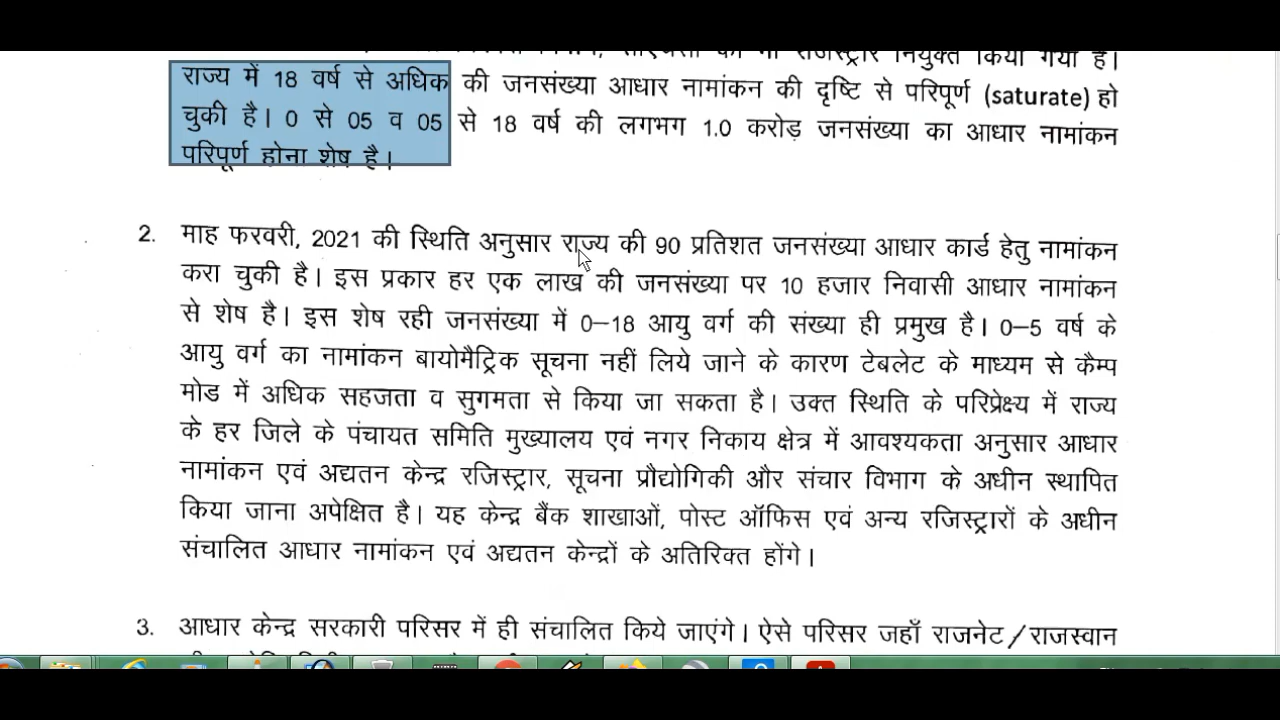 राजिस्ट्रार नियुक्त किया गया है।
राज्य में 18 वर्ष से अधिक की जनसंख्या आधार नामांकन की दृष्टि से परिपूर्ण (saturate) हो
चुकी है। 0 से 05 व 05 से 18 वर्ष की लगभग 1.0 करोड़ जनसंख्या का आधार नामांकन
परिपूर्ण होना शेष है।
2. माह फरवरी, 2021 की स्थिति अनुसार राज्य की 90 प्रतिशत जनसंख्या आधार कार्ड हेतु नामांकन
करा चुकी है। इस प्रकार हर एक लाख की जनसंख्या पर 10 हजार निवासी आधार नामांकन
से शेष है। इस शेष रही जनसंख्या में 0–18 आयु वर्ग की संख्या ही प्रमुख है। 0–5 वर्ष के
आयु वर्ग का नामांकन बायोमैट्रिक सूचना नहीं लिये जाने के कारण टेबलेट के माध्यम से कैम्प
मोड में अधिक सहजता व सुगमता से किया जा सकता है। उक्त स्थिति के परिप्रेक्ष्य में राज्य
के हर जिले के पंचायत समिति मुख्यालय एवं नगर निकाय क्षेत्र में आवश्यकता अनुसार आधार
नामांकन एवं अद्यतन केन्द्र रजिस्ट्रार, सूचना प्रौद्योगिकी और संचार विभाग के अधीन स्थापित
किया जाना अपेक्षित है। यह केन्द्र बैंक शाखाओं, पोस्ट ऑफिस एवं अन्य रजिस्ट्रारों के अधीन
संचालित आधार नामांकन एवं अद्यतन केन्द्रों के अतिरिक्त होंगे।
3. आधार केन्द्र सरकारी परिसर में ही संचालित किये जाएंगे। ऐसे परिसर जहाँ राजनेट/राजस्वान